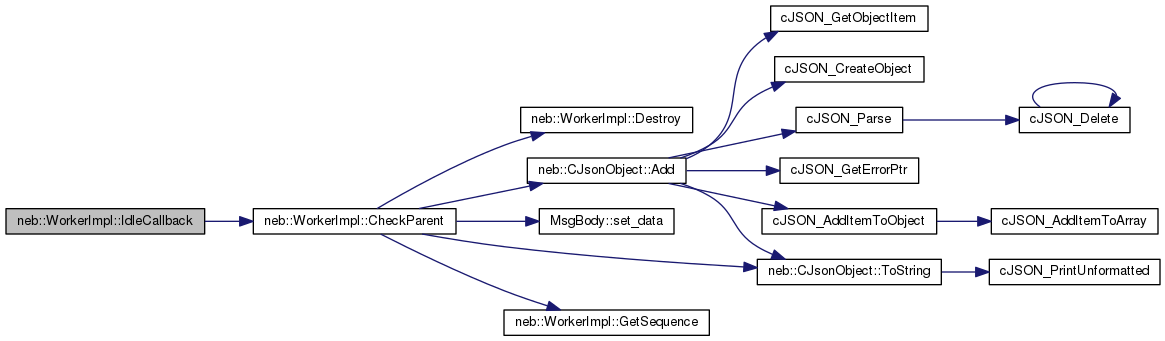 neb::WorkerImpl::IdleCallback
neb::WorkerImpl::CheckParent
neb::WorkerImpl::Destroy
neb::CJsonObject::Add
MsgBody::set_data
neb::WorkerImpl::GetSequence
cJSON_GetObjectItem
cJSON_CreateObject
cJSON_Parse
cJSON_GetErrorPtr
cJSON_AddItemToObject
neb::CJsonObject::ToString
cJSON_Delete
cJSON_AddItemToArray
cJSON_PrintUnformatted